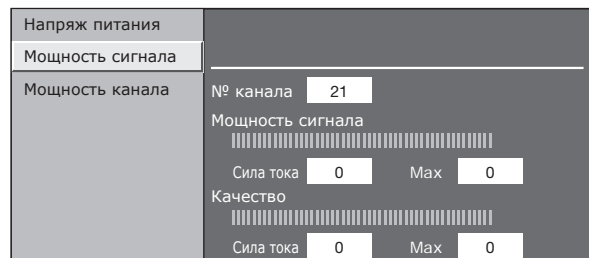 Напряж питания
Мощность сигнала
Мощность канала
№ канала 21
Мощность сигнала
Сила тока 0 Max 0
Качество
Сила тока 0 Max 0